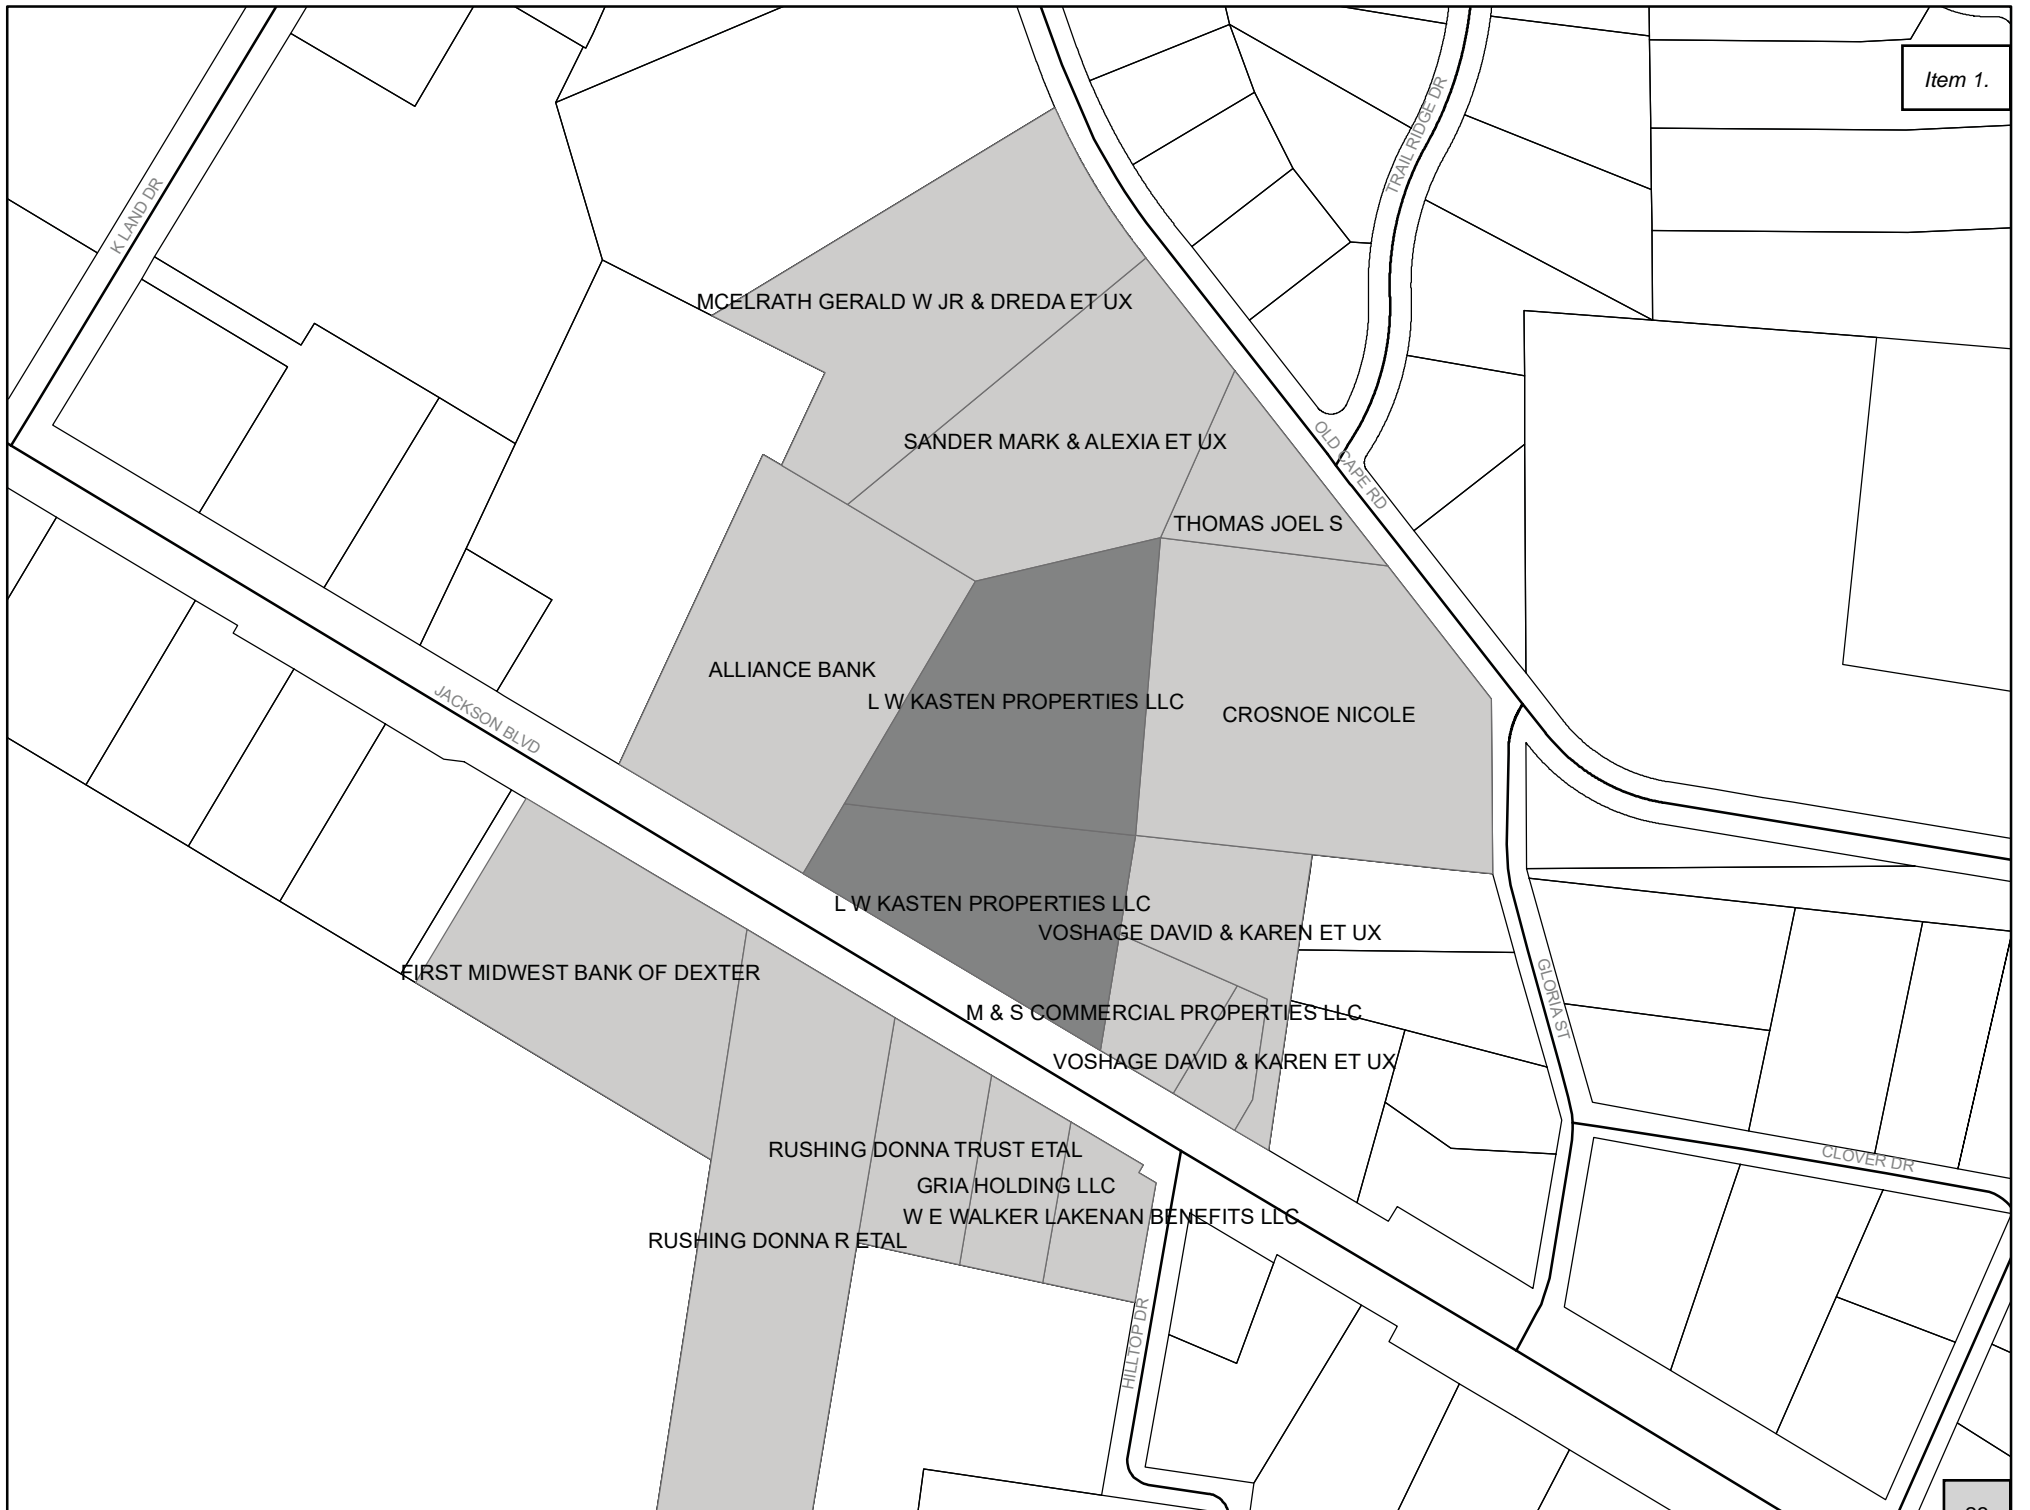 Item 1.
TRAIL RIDGE DR
K LAND DR
MCELRATH GERALD W JR & DREDA ET UX
SANDER MARK & ALEXIA ET UX
OLD CAPE RD
THOMAS JOEL S
ALLIANCE BANK
L W KASTEN PROPERTIES LLC
CROSNOE NICOLE
JACKSON BLVD
L W KASTEN PROPERTIES LLC
VOSHAGE DAVID & KAREN ET UX
FIRST MIDWEST BANK OF DEXTER
GLORIA ST
M & S COMMERCIAL PROPERTIES LLC
VOSHAGE DAVID & KAREN ET UX
RUSHING DONNA TRUST ETAL
CLOVER DR
GRIA HOLDING LLC
W E WALKER LAKENAN BENEFITS LLC
RUSHING DONNA R ETAL
HILLTOP DR